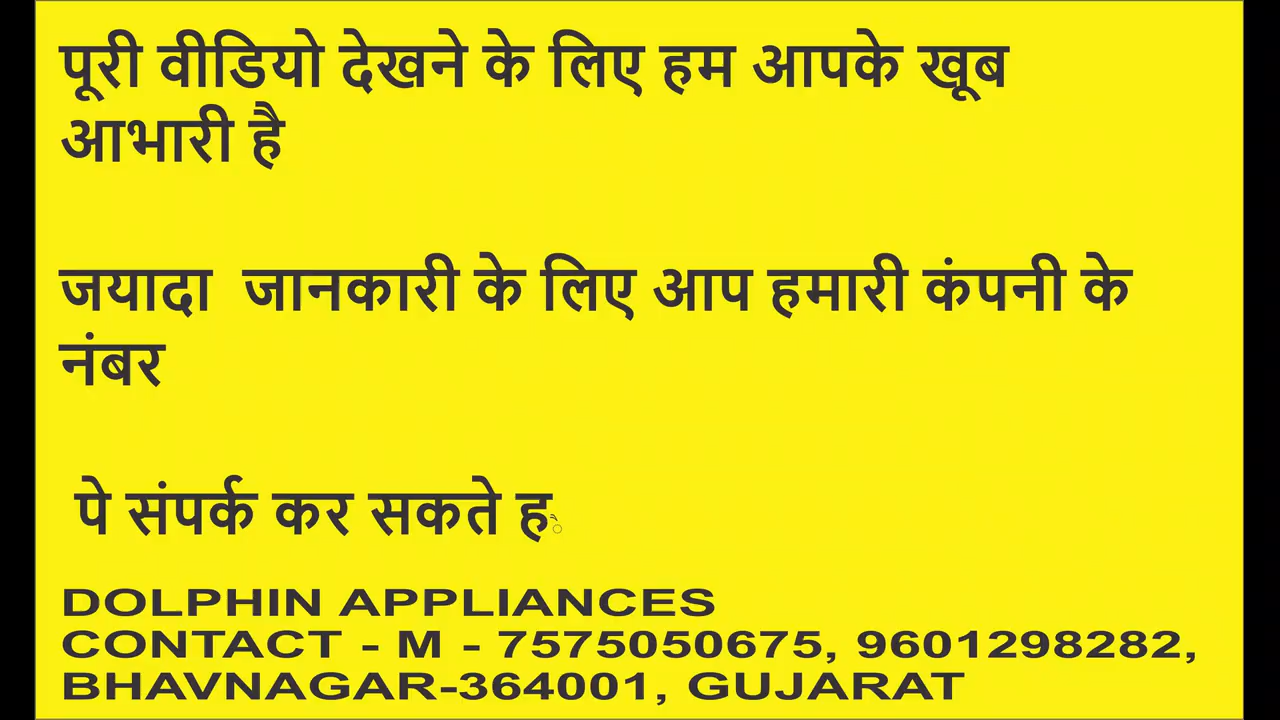 पूरी वीडियो देखने के लिए हम आपके खूब
आभारी है
जयादा जानकारी के लिए आप हमारी कंपनी के
नंबर
पे संपर्क कर सकते है
DOLPHIN APPLIANCES
CONTACT - M - 7575050675, 9601298282,
BHAVNAGAR-364001, GUJARAT